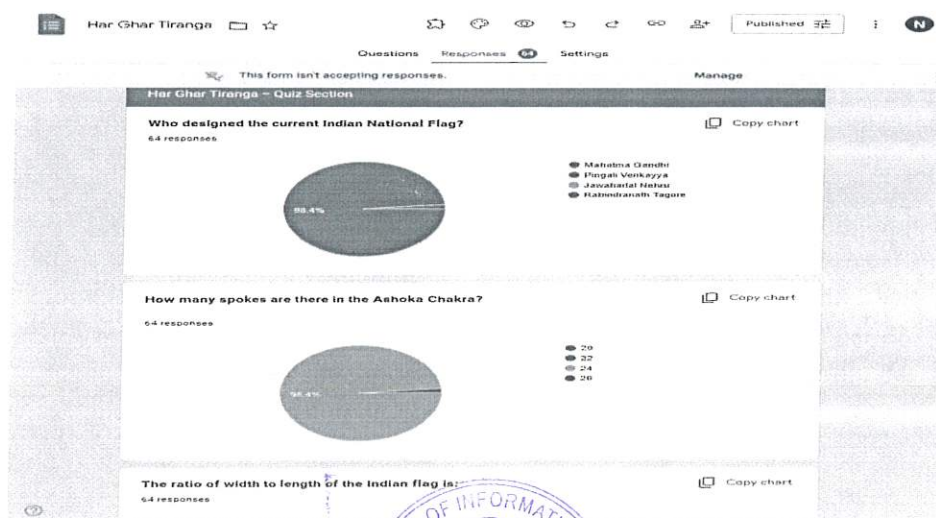 Har Ghar Tiranga
Published
N
Questions Responses 64 Settings
This form isn't accepting responses. Manage
Har Ghar Tiranga – Quiz Section
Who designed the current Indian National Flag? Copy chart
64 responses
Mahatma Gandhi
Pingali Venkayya
Jawaharlal Nehru
Rabindranath Tagore
98.4%
How many spokes are there in the Ashoka Chakra? Copy chart
64 responses
20
22
24
26
98.4%
The ratio of width to length of the Indian flag is: Copy chart
64 responses
OF INFORMAT